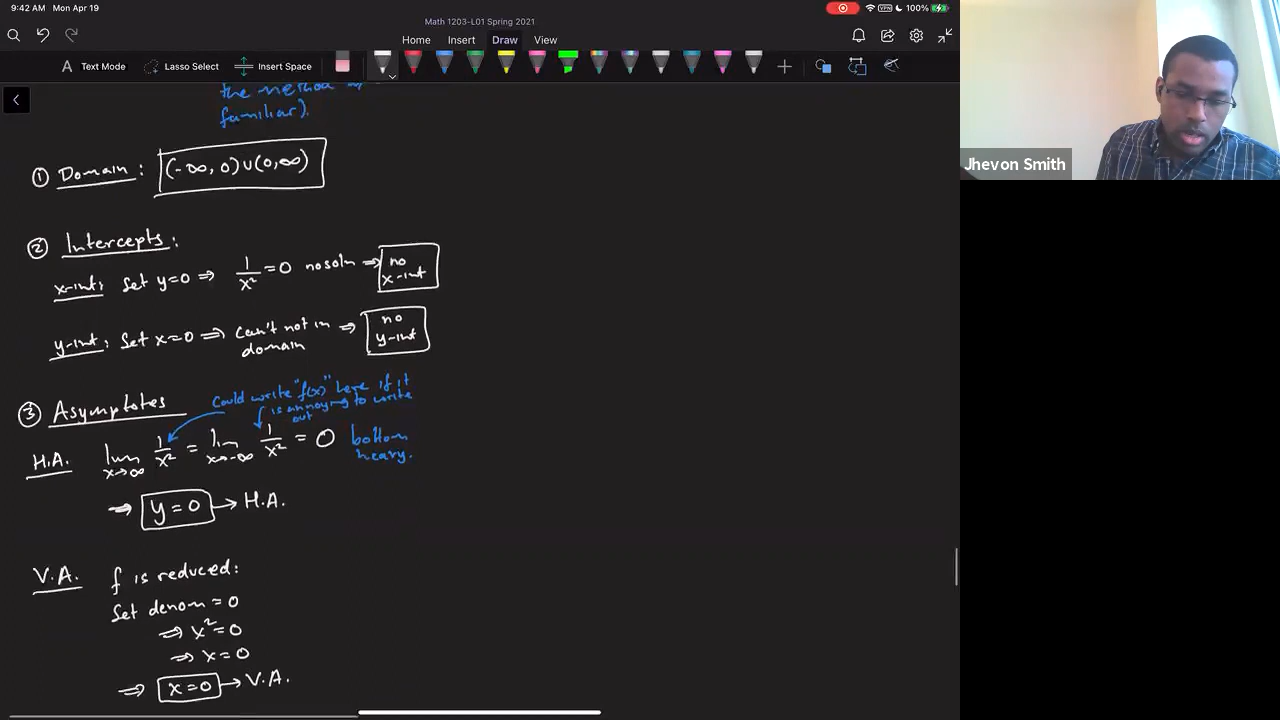 9:42 AM Mon Apr 19
VPN
100%
Math 1203-L01 Spring 2021
Home Insert Draw View
A Text Mode Lasso Select Insert Space
the method
familiar).
① Domain: (-∞, 0)∪(0, ∞)
② Intercepts:
x-int: Set y=0 ⇒ 1/x² = 0 no soln ⇒ no x-int
y-int: Set x=0 ⇒ can't not in domain ⇒ no y-int
③ Asymptotes
Could write "f(x)" here if it
is annoying to write
out
H.A. lim x→∞ 1/x² = lim x→-∞ 1/x² = 0 bottom heavy.
⇒ y=0 → H.A.
V.A. f is reduced:
Set denom = 0
⇒ x² = 0
⇒ x = 0
⇒ x=0 → V.A.
Jhevon Smith